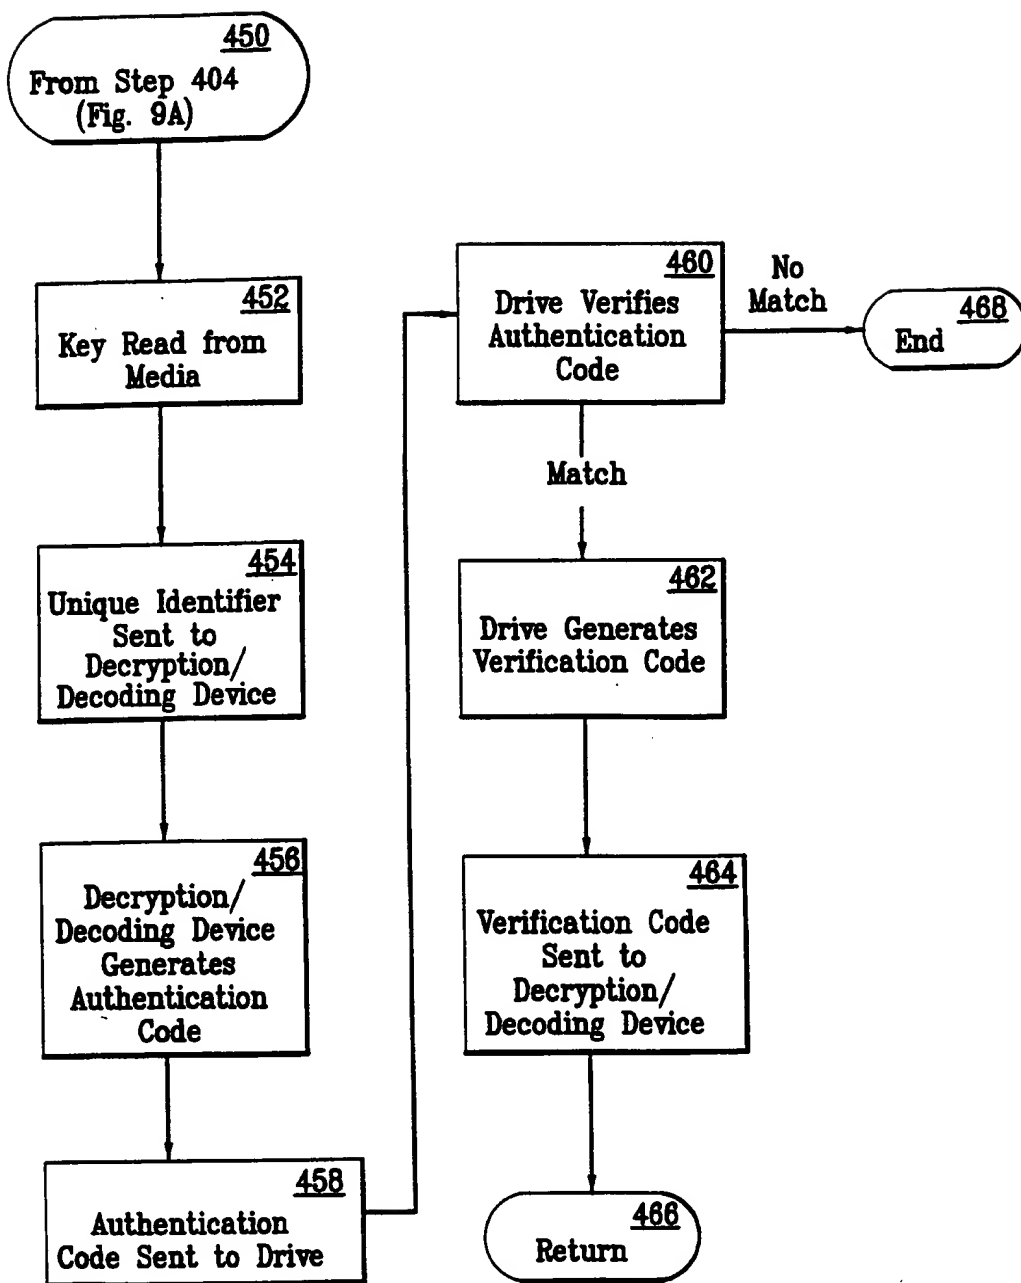 450
From Step 404
(Fig. 9A)
452
Key Read from
Media
454
Unique Identifier
Sent to
Decryption/
Decoding Device
456
Decryption/
Decoding Device
Generates
Authentication
Code
458
Authentication
Code Sent to Drive
460
Drive Verifies
Authentication
Code
No
Match
468
End
Match
462
Drive Generates
Verification Code
464
Verification Code
Sent to
Decryption/
Decoding Device
466
Return